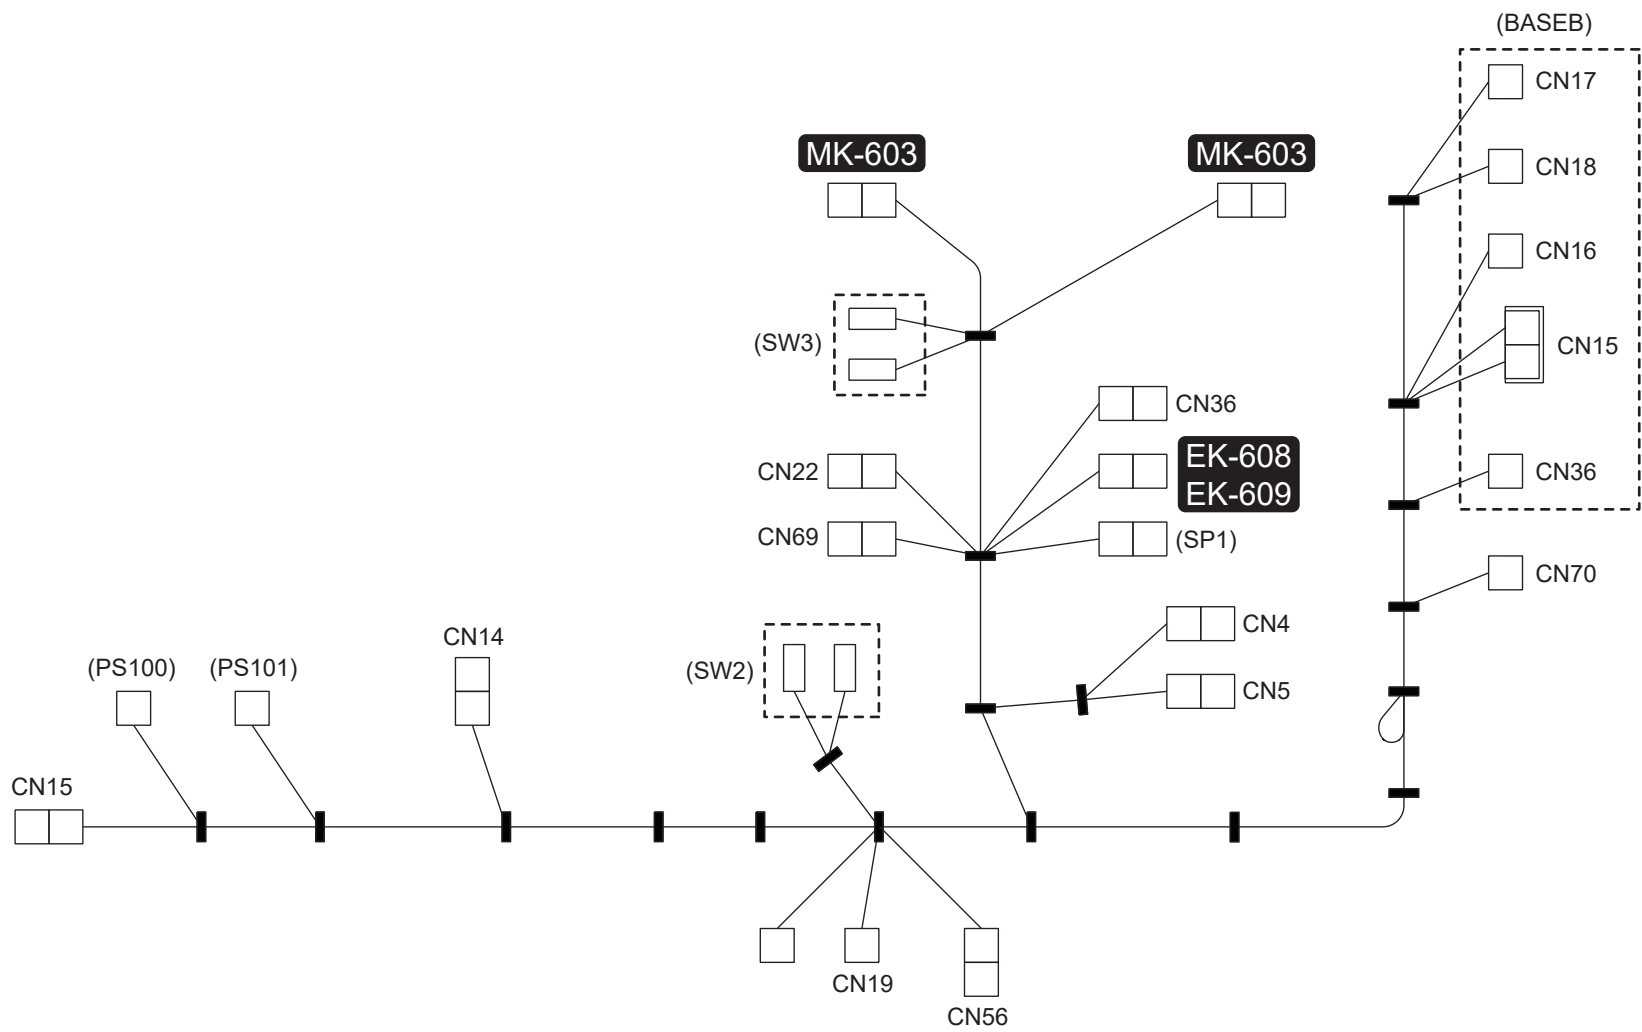 (BASEB)
CN17
MK-603
MK-603
CN18
CN16
(SW3)
CN15
CN36
CN22
EK-608
EK-609
CN36
CN69
(SP1)
CN70
CN4
CN14
(PS100)
(PS101)
(SW2)
CN5
CN15
CN19
CN56